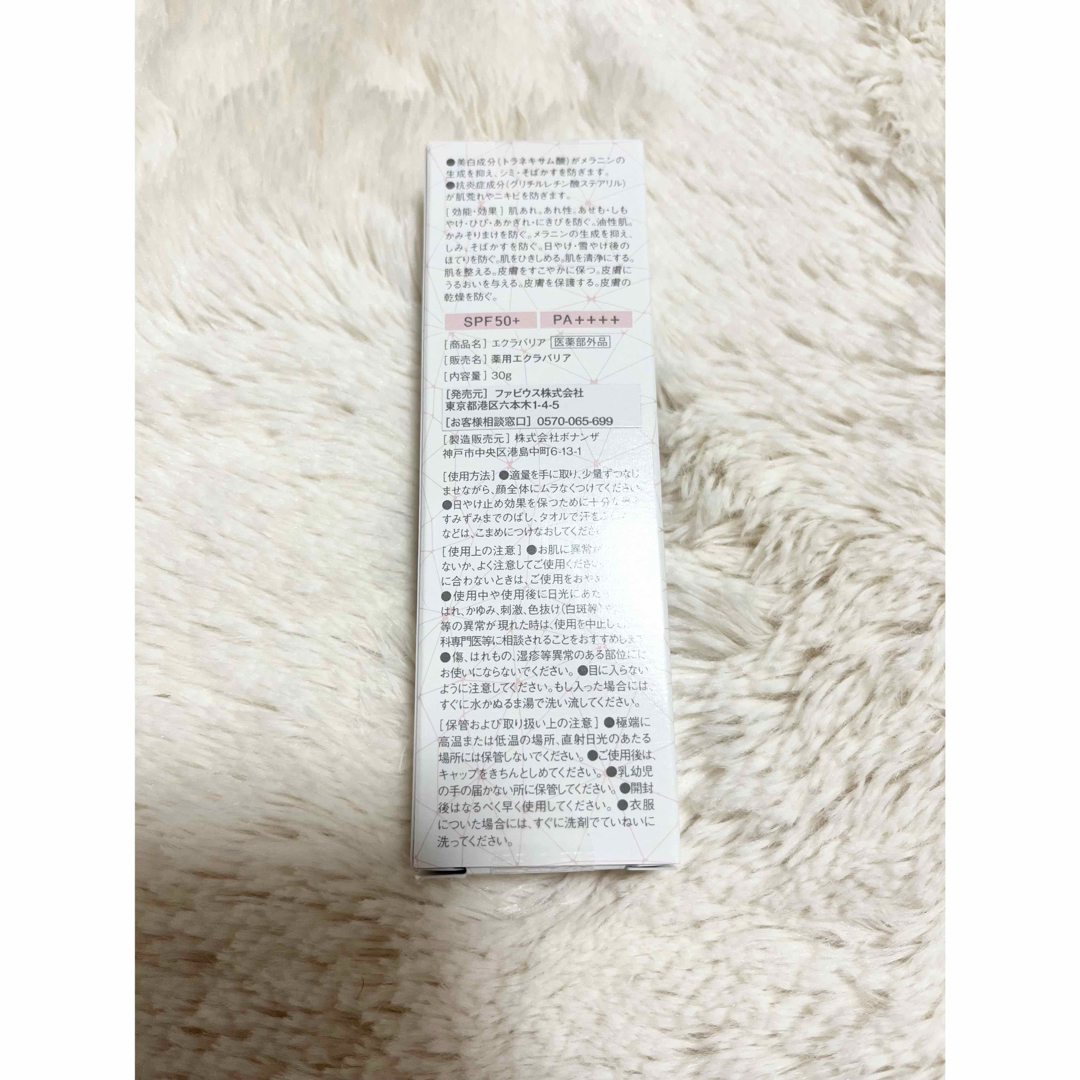 ●美白成分(トラネキサム酸)がメラニンの
生成を抑え、シミ・そばかすを防ぎます。
●抗炎症成分(グリチルレチン酸ステアリル)
が肌荒れやニキビを防ぎます。
[効能・効果] 肌あれ。あれ性。あせも・しも
やけ・ひび・あかぎれ・にきびを防ぐ。油性肌。
かみそりまけを防ぐ。メラニンの生成を抑え、
しみ、そばかすを防ぐ。日やけ・雪やけ後の
ほてりを防ぐ。肌をひきしめる。肌を清浄にする。
肌を整える。皮膚をすこやかに保つ。皮膚に
うるおいを与える。皮膚を保護する。皮膚の
乾燥を防ぐ。
SPF50+ PA++++
[商品名] エクラバリア 医薬部外品
[販売名] 薬用エクラバリア
[内容量] 30g
[発売元] ファビウス株式会社
東京都港区六本木1-4-5
[お客様相談窓口] 0570-065-699
[製造販売元] 株式会社ボナンザ
神戸市中央区港島中町6-13-1
[使用方法] ●適量を手に取り、少量ずつなじ
ませながら、顔全体にムラなくつけてください。
●日やけ止め効果を保つために十分な
すみずみまでのばし、タオルで汗を
などは、こまめにつけなおしてください
[使用上の注意] ●お肌に異常が
ないか、よく注意してご使用ください
に合わないときは、ご使用をおや
●使用中や使用後に日光にあた
はれ、かゆみ、刺激、色抜け(白斑等)
等の異常が現れた時は、使用を中止し
科専門医等に相談されることをおすすめします
●傷、はれもの、湿疹等異常のある部位には
お使いにならないでください。●目に入らない
ように注意してください。もし入った場合には、
すぐに水かぬるま湯で洗い流してください。
[保管および取り扱い上の注意] ●極端に
高温または低温の場所、直射日光のあたる
場所には保管しないでください。●ご使用後は、
キャップをきちんとしめてください。●乳幼児
の手の届かない所に保管してください。●開封
後はなるべく早く使用してください。●衣服
についた場合には、すぐに洗剤でていねいに
洗ってください。